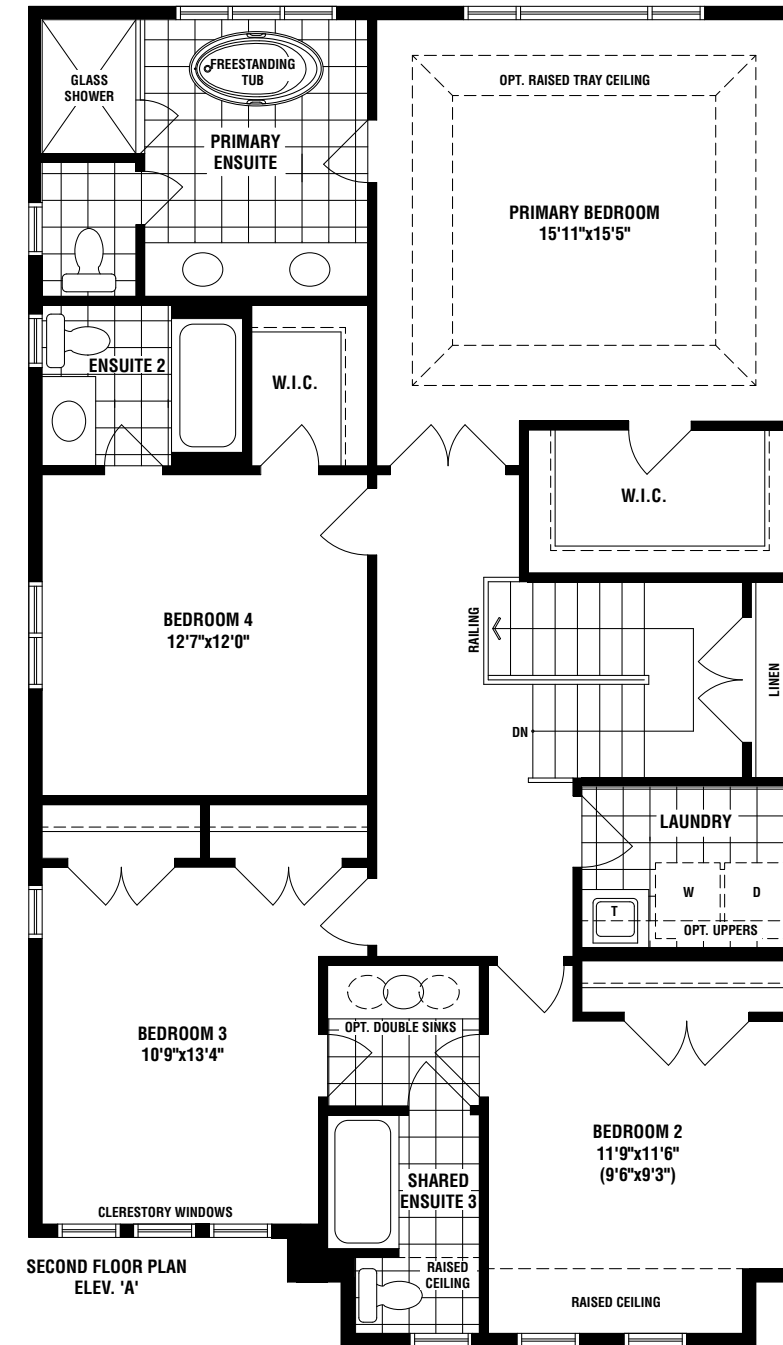 GLASS
SHOWER
FREESTANDING
TUB
OPT. RAISED TRAY CEILING
PRIMARY
ENSUITE
PRIMARY BEDROOM
15'11"x15'5"
ENSUITE 2
W.I.C.
W.I.C.
BEDROOM 4
12'7"x12'0"
RAILING
LINEN
DN
LAUNDRY
W
D
T
OPT. UPPERS
OPT. DOUBLE SINKS
BEDROOM 3
10'9"x13'4"
BEDROOM 2
11'9"x11'6"
(9'6"x9'3")
SHARED
ENSUITE 3
CLERESTORY WINDOWS
RAISED
CEILING
RAISED CEILING
SECOND FLOOR PLAN
ELEV. 'A'